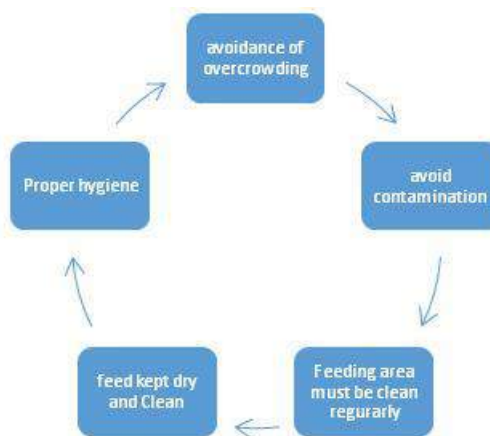 avoidance of
overcrowding
avoid
contamination
Feeding area
must be clean
regurarly
feed kept dry
and Clean
Proper hygiene